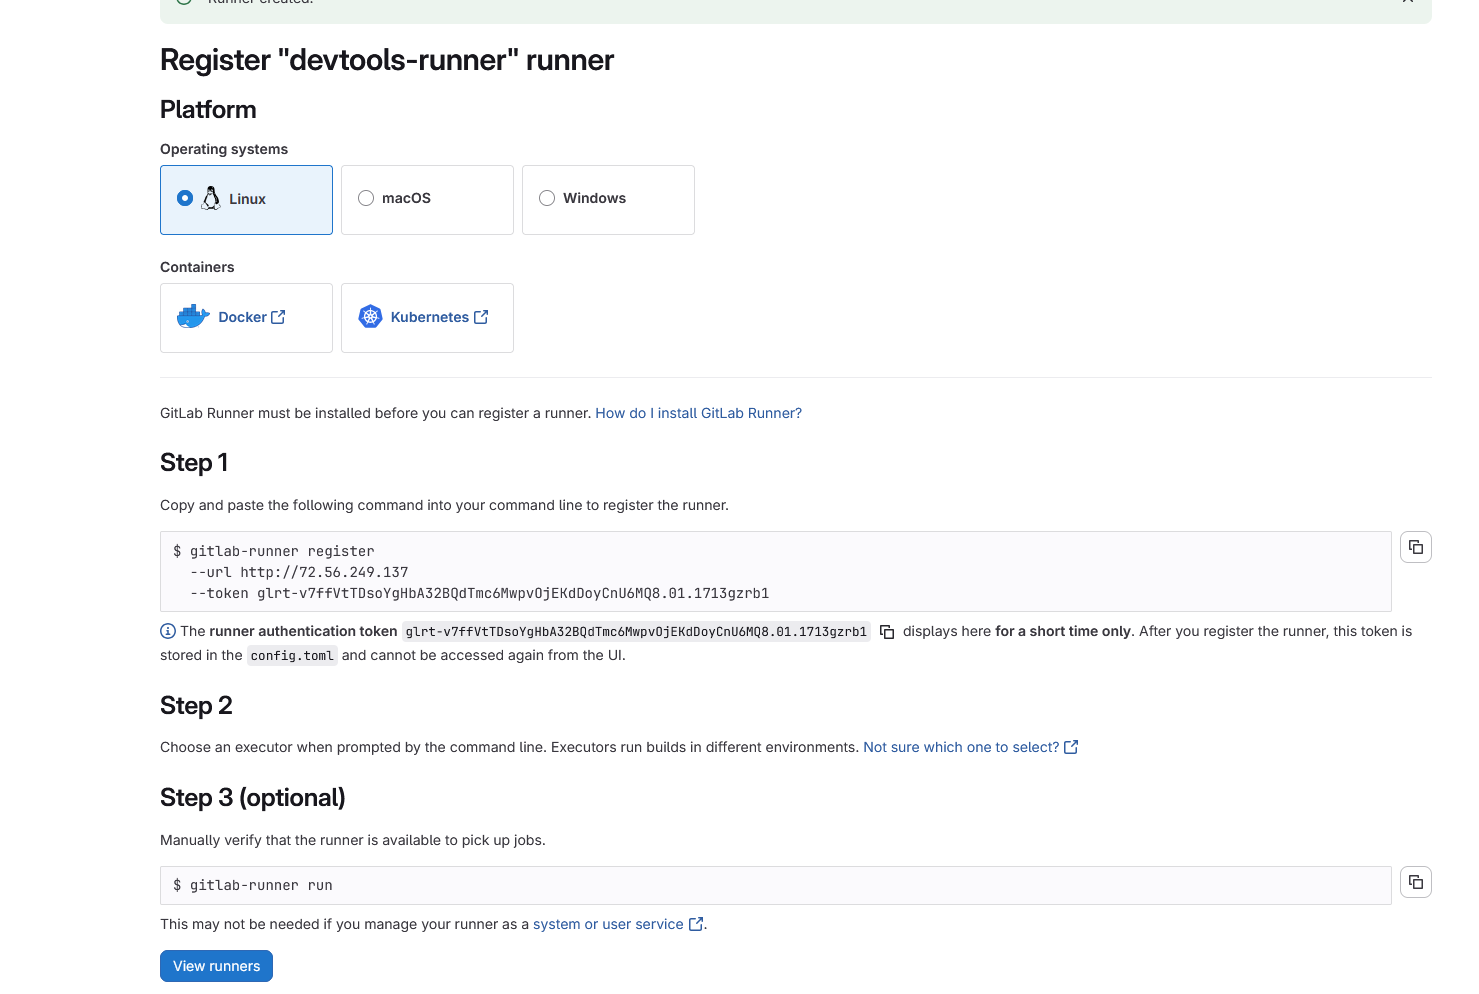 Runner created.
Register "devtools-runner" runner
Platform
Operating systems
Linux
macOS
Windows
Containers
Docker
Kubernetes
GitLab Runner must be installed before you can register a runner. How do I install GitLab Runner?
Step 1
Copy and paste the following command into your command line to register the runner.
$ gitlab-runner register
--url http://72.56.249.137
--token glrt-v7ffVtTDsoYgHbA32BQdTmc6MwpvOjEKdDoyCnU6MQ8.01.1713gzrb1
The runner authentication token glrt-v7ffVtTDsoYgHbA32BQdTmc6MwpvOjEKdDoyCnU6MQ8.01.1713gzrb1 displays here for a short time only. After you register the runner, this token is
stored in the config.toml and cannot be accessed again from the UI.
Step 2
Choose an executor when prompted by the command line. Executors run builds in different environments. Not sure which one to select?
Step 3 (optional)
Manually verify that the runner is available to pick up jobs.
$ gitlab-runner run
This may not be needed if you manage your runner as a system or user service.
View runners